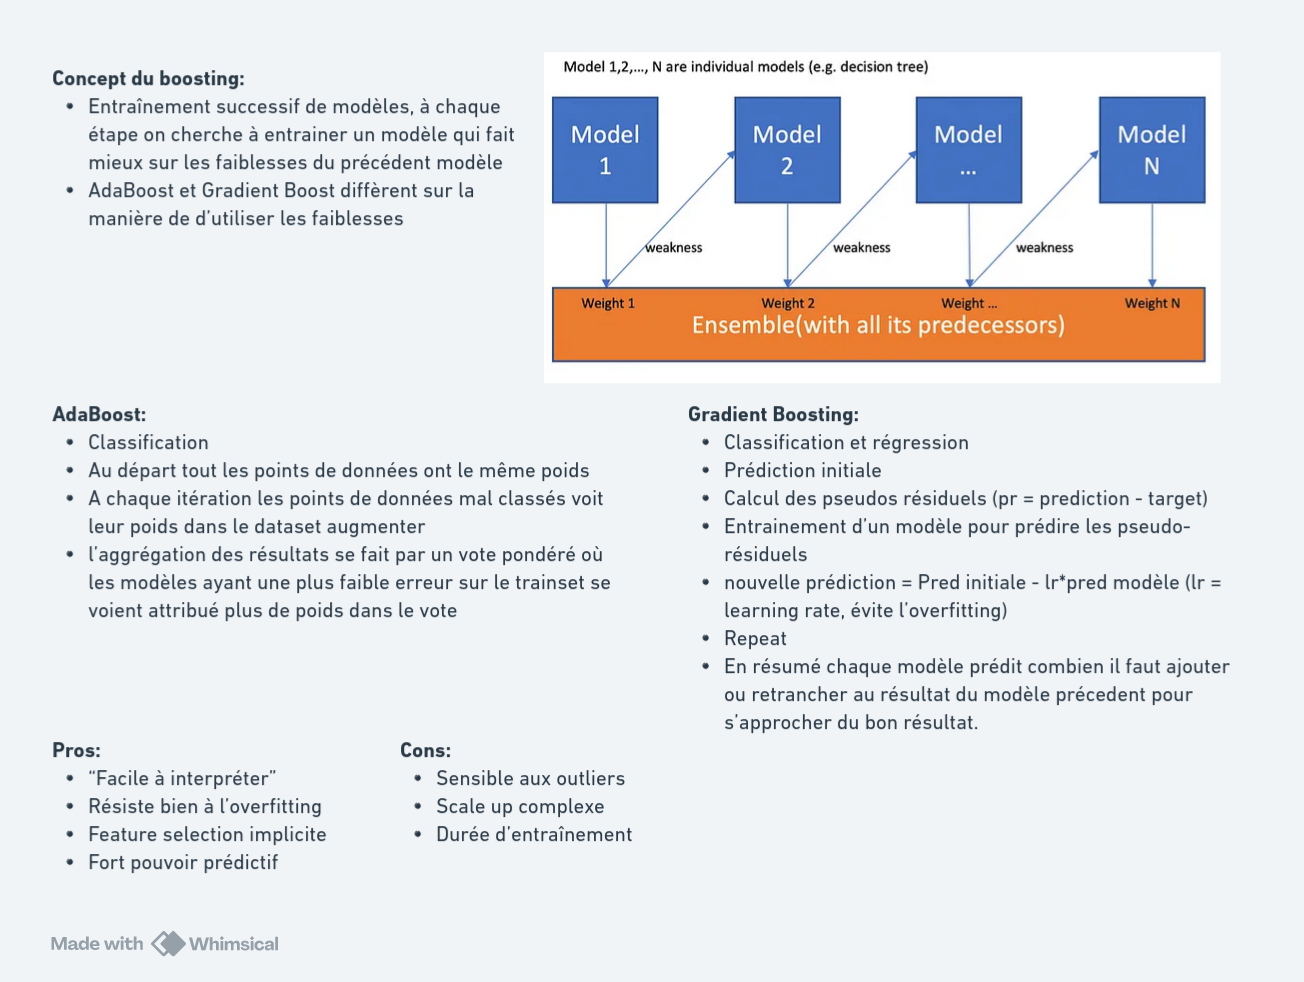 Concept du boosting:
• Entraînement successif de modèles, à chaque
étape on cherche à entrainer un modèle qui fait
mieux sur les faiblesses du précédent modèle
• AdaBoost et Gradient Boost diffèrent sur la
manière de d'utiliser les faiblesses
Model 1,2,..., N are individual models (e.g. decision tree)
Model
1
Model
2
Model
...
Model
N
weakness
weakness
weakness
Weight 1
Weight 2
Weight ...
Weight N
Ensemble(with all its predecessors)
AdaBoost:
• Classification
• Au départ tout les points de données ont le même poids
• A chaque itération les points de données mal classés voit
leur poids dans le dataset augmenter
• l'aggrégation des résultats se fait par un vote pondéré où
les modèles ayant une plus faible erreur sur le trainset se
voient attribué plus de poids dans le vote
Gradient Boosting:
• Classification et régression
• Prédiction initiale
• Calcul des pseudos résiduels (pr = prediction - target)
• Entrainement d'un modèle pour prédire les pseudo-
résiduels
• nouvelle prédiction = Pred initiale - lr*pred modèle (lr =
learning rate, évite l'overfitting)
• Repeat
• En résumé chaque modèle prédit combien il faut ajouter
ou retrancher au résultat du modèle précedent pour
s'approcher du bon résultat.
Pros:
• “Facile à interpréter”
• Résiste bien à l'overfitting
• Feature selection implicite
• Fort pouvoir prédictif
Cons:
• Sensible aux outliers
• Scale up complexe
• Durée d'entraînement
Made with Whimsical